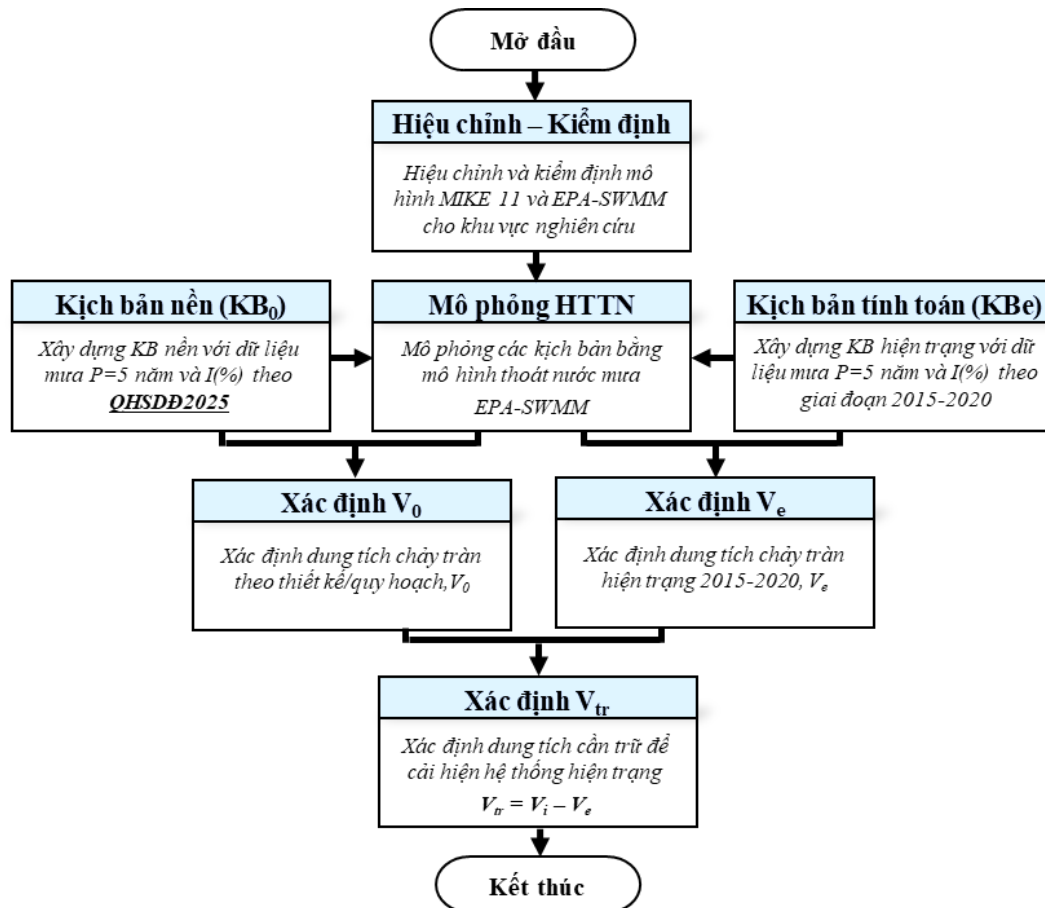 Mở đầu
Hiệu chỉnh – Kiểm định
Hiệu chỉnh và kiểm định mô
hình MIKE 11 và EPA-SWMM
cho khu vực nghiên cứu
Kịch bản nền (KB₀)
Xây dựng KB nền với dữ liệu
mưa P=5 năm và I(%) theo
QHSDĐ2025
Mô phỏng HTTN
Mô phỏng các kịch bản bằng
mô hình thoát nước mưa
EPA-SWMM
Kịch bản tính toán (KBe)
Xây dựng KB hiện trạng với dữ
liệu mưa P=5 năm và I(%) theo
giai đoạn 2015-2020
Xác định V₀
Xác định dung tích chảy tràn
theo thiết kế/quy hoạch,V₀
Xác định Vₑ
Xác định dung tích chảy tràn
hiện trạng 2015-2020, Vₑ
Xác định Vtr
Xác định dung tích cần trữ để
cải hiện hệ thống hiện trạng
Vtr = Vi – Ve
Kết thúc